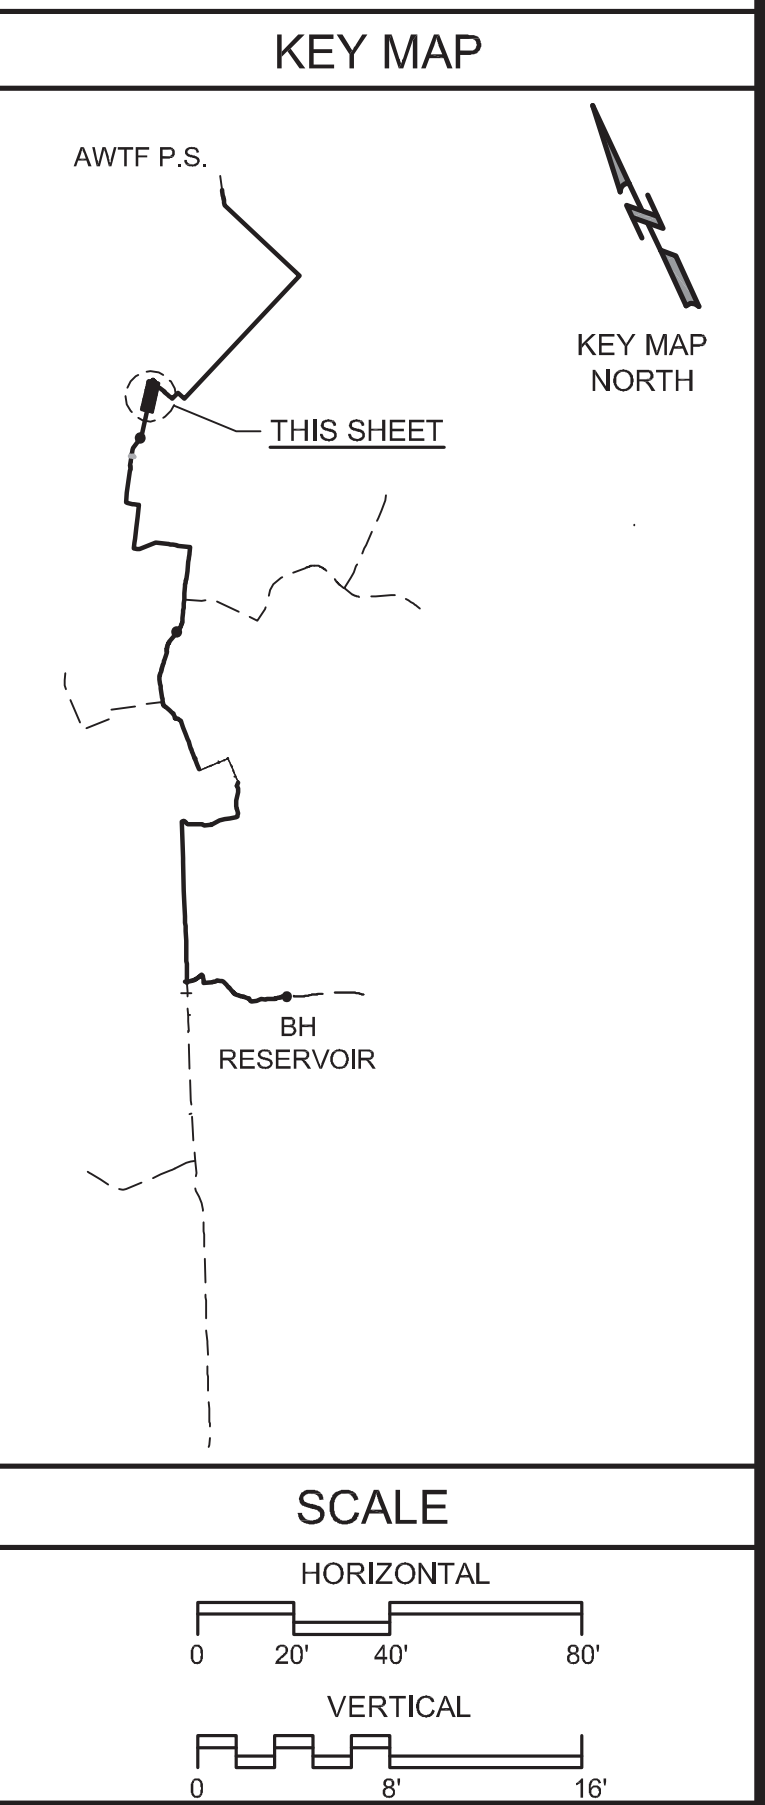 KEY MAP
AWTF P.S.
KEY MAP
NORTH
THIS SHEET
BH
RESERVOIR
SCALE
HORIZONTAL
0 20' 40' 80'
VERTICAL
0 8' 16'